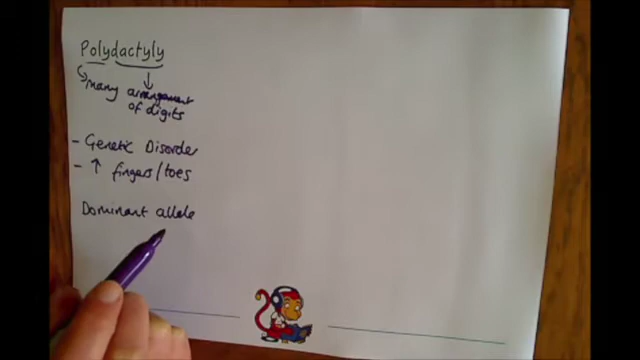 Polydactyly
Many arrangement
of digits
- Genetic Disorder
- ↑ fingers/toes
Dominant allele